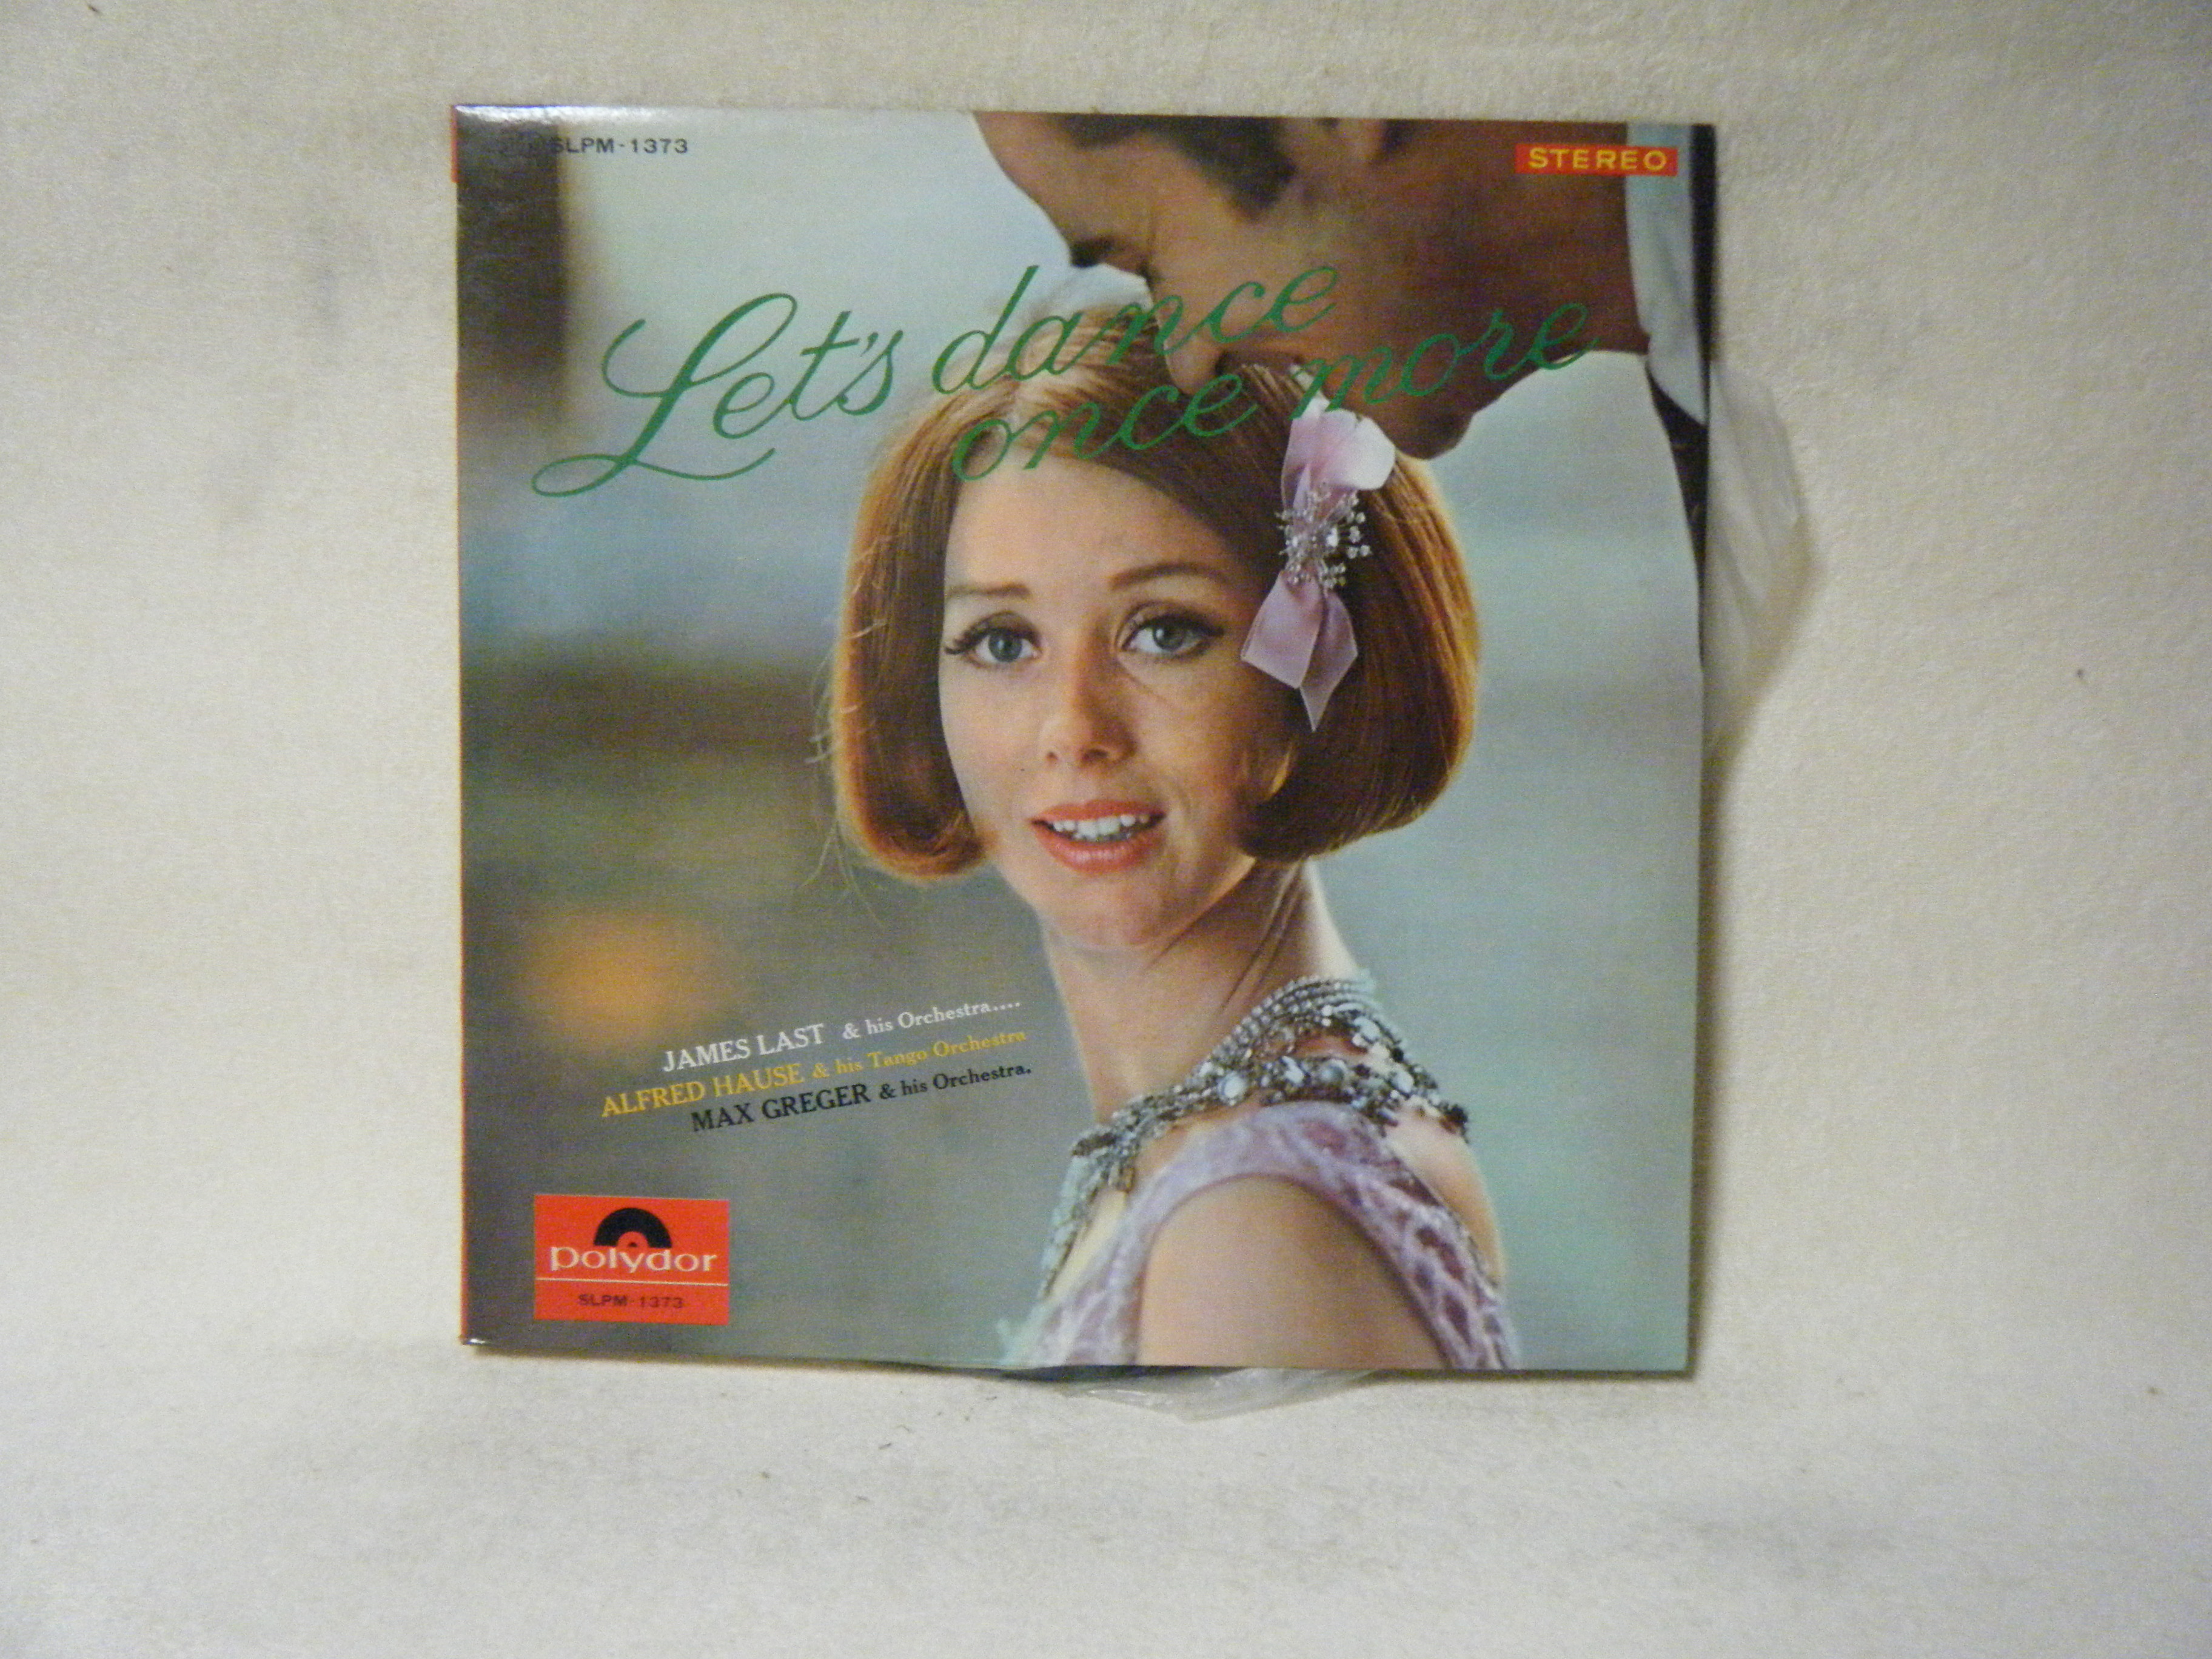 SLPM-1373
STEREO
Let's dance
once more
JAMES LAST & his Orchestra....
ALFRED HAUSE & his Tango Orchestra
MAX GREGER & his Orchestra.
polydor
SLPM-1373